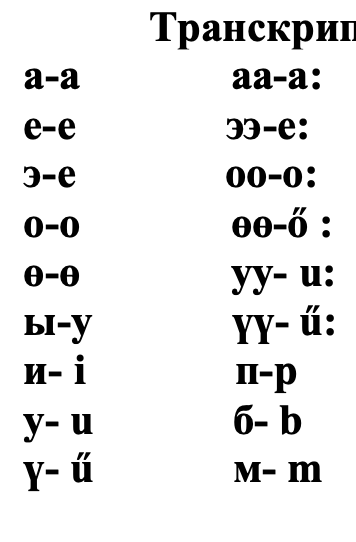 Транскрип
а-a аа-a:
е-e ээ-e:
э-e оо-o:
о-o өө-ő :
ө-ө уу- u:
ы-y үү- ű:
и- i п-p
у- u б- b
ү- ű м- m